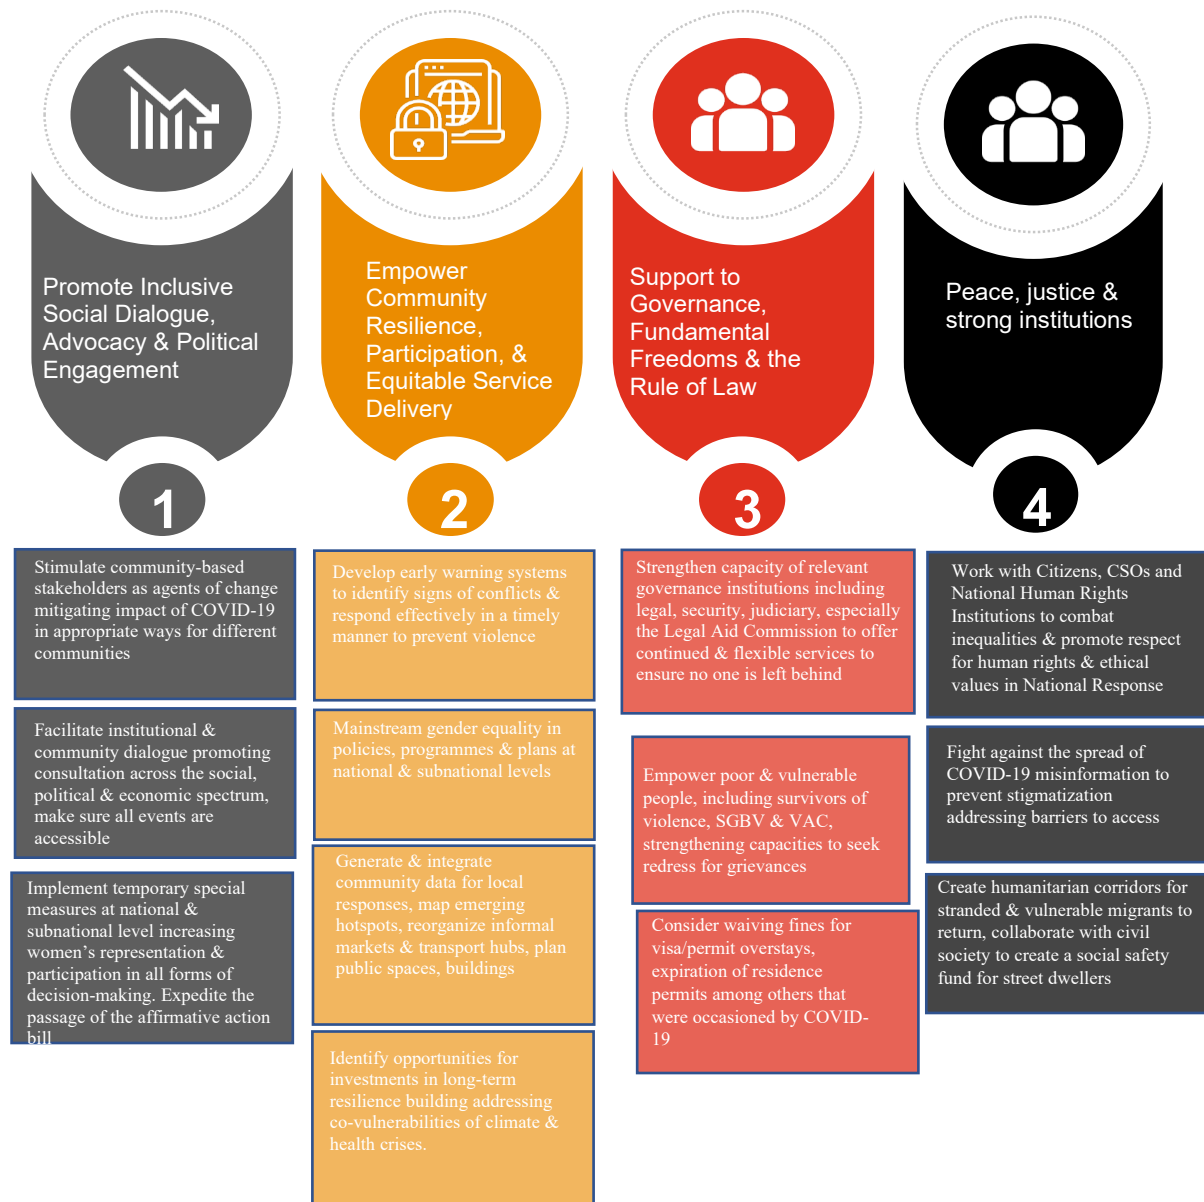 Promote Inclusive
Social Dialogue,
Advocacy & Political
Engagement
1
Stimulate community-based
stakeholders as agents of change
mitigating impact of COVID-19
in appropriate ways for different
communities
Facilitate institutional &
community dialogue promoting
consultation across the social,
political & economic spectrum,
make sure all events are
accessible
Implement temporary special
measures at national &
subnational level increasing
women’s representation &
participation in all forms of
decision-making. Expedite the
passage of the affirmative action
bill
Empower
Community
Resilience,
Participation, &
Equitable Service
Delivery
2
Develop early warning systems
to identify signs of conflicts &
respond effectively in a timely
manner to prevent violence
Mainstream gender equality in
policies, programmes & plans at
national & subnational levels
Generate & integrate
community data for local
responses, map emerging
hotspots, reorganize informal
markets & transport hubs, plan
public spaces, buildings
Identify opportunities for
investments in long-term
resilience building addressing
co-vulnerabilities of climate &
health crises.
Support to
Governance,
Fundamental
Freedoms & the
Rule of Law
3
Strengthen capacity of relevant
governance institutions including
legal, security, judiciary, especially
the Legal Aid Commission to offer
continued & flexible services to
ensure no one is left behind
Empower poor & vulnerable
people, including survivors of
violence, SGBV & VAC,
strengthening capacities to seek
redress for grievances
Consider waiving fines for
visa/permit overstays,
expiration of residence
permits among others that
were occasioned by COVID-
19
Peace, justice &
strong institutions
4
Work with Citizens, CSOs and
National Human Rights
Institutions to combat
inequalities & promote respect
for human rights & ethical
values in National Response
Fight against the spread of
COVID-19 misinformation to
prevent stigmatization
addressing barriers to access
Create humanitarian corridors for
stranded & vulnerable migrants to
return, collaborate with civil
society to create a social safety
fund for street dwellers